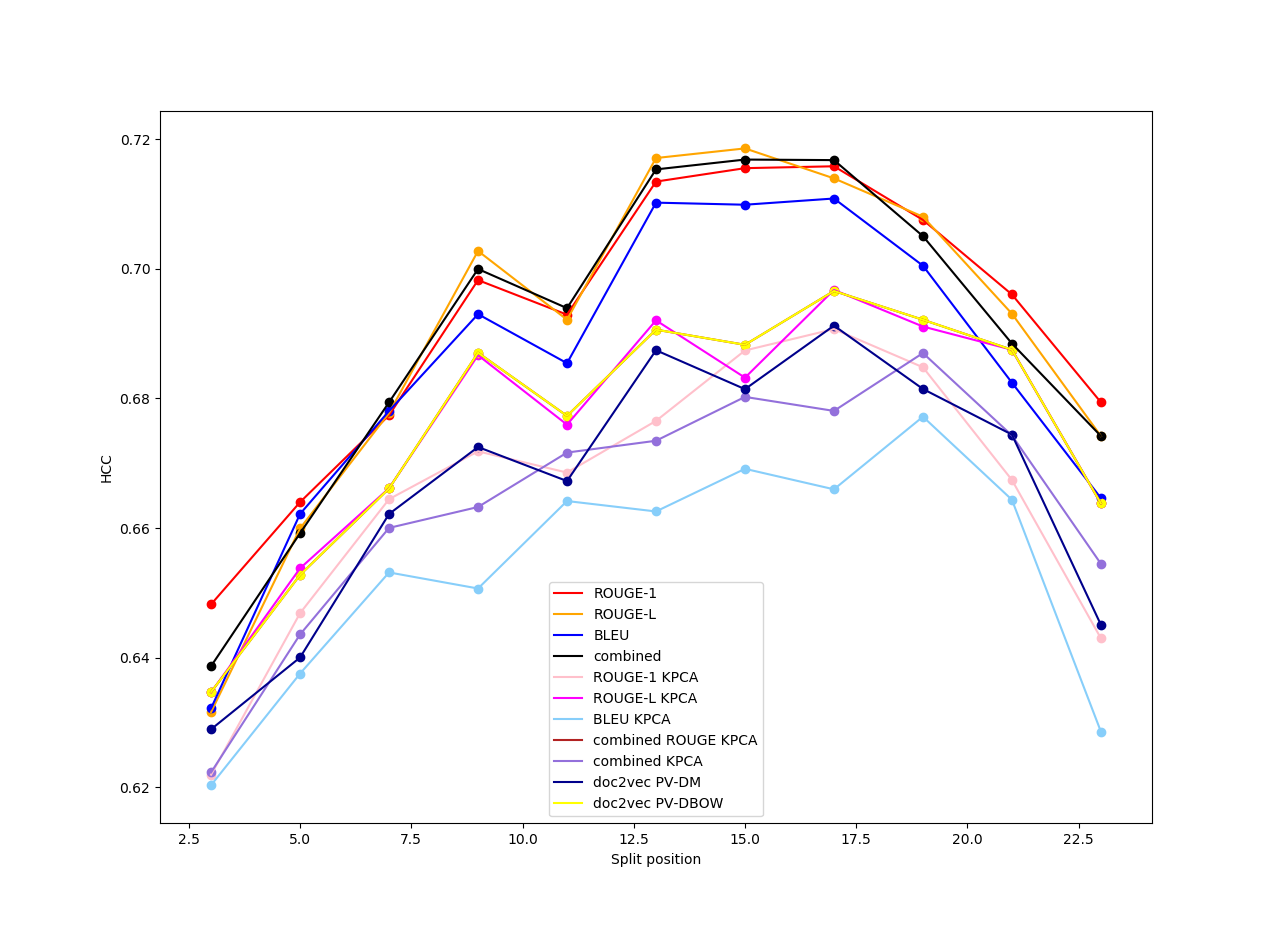 0.72
0.70
0.68
0.66
0.64
0.62
HCC
ROUGE-1
ROUGE-L
BLEU
combined
ROUGE-1 KPCA
ROUGE-L KPCA
BLEU KPCA
combined ROUGE KPCA
combined KPCA
doc2vec PV-DM
doc2vec PV-DBOW
2.5 5.0 7.5 10.0 12.5 15.0 17.5 20.0 22.5
Split position